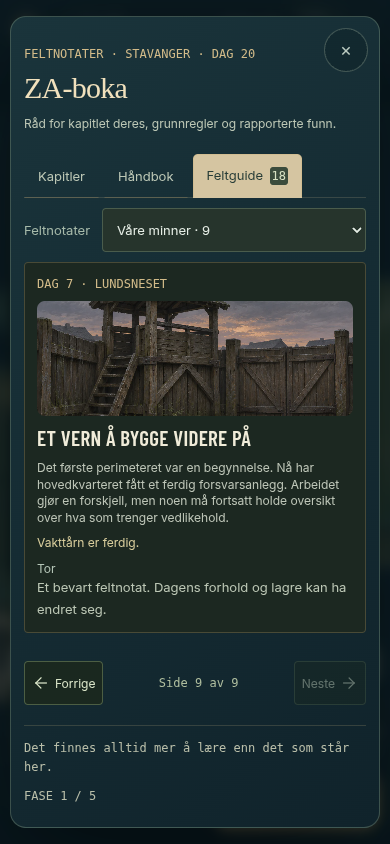 FELTNOTATER · STAVANGER · DAG 20
×
ZA-boka
Råd for kapitlet deres, grunnregler og rapporterte funn.
Kapitler
Håndbok
Feltguide 18
Feltnotater
Våre minner · 9
DAG 7 · LUNDSNESET
ET VERN Å BYGGE VIDERE PÅ
Det første perimeteret var en begynnelse. Nå har
hovedkvarteret fått et ferdig forsvarsanlegg. Arbeidet
gjør en forskjell, men noen må fortsatt holde oversikt
over hva som trenger vedlikehold.
Vakttårn er ferdig.
Tor
Et bevart feltnotat. Dagens forhold og lagre kan ha
endret seg.
← Forrige
Side 9 av 9
Neste →
Det finnes alltid mer å lære enn det som står
her.
FASE 1 / 5